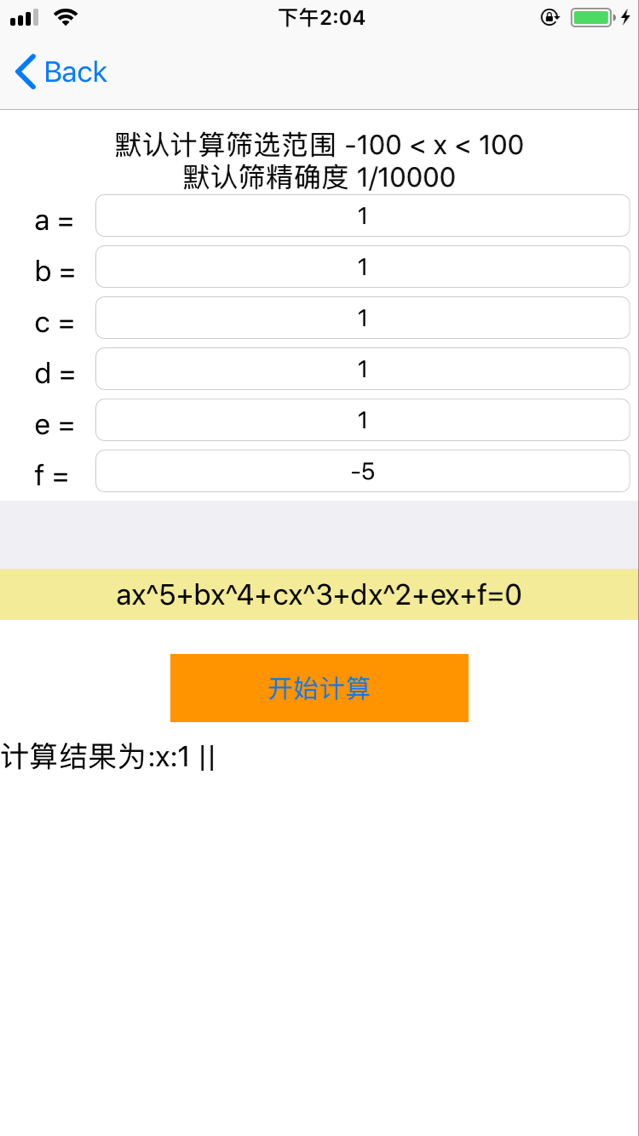 下午2:04
Back
默认计算筛选范围 -100 < x < 100
默认筛精确度 1/10000
a = 1
b = 1
c = 1
d = 1
e = 1
f = -5
ax^5+bx^4+cx^3+dx^2+ex+f=0
开始计算
计算结果为:x:1 ||